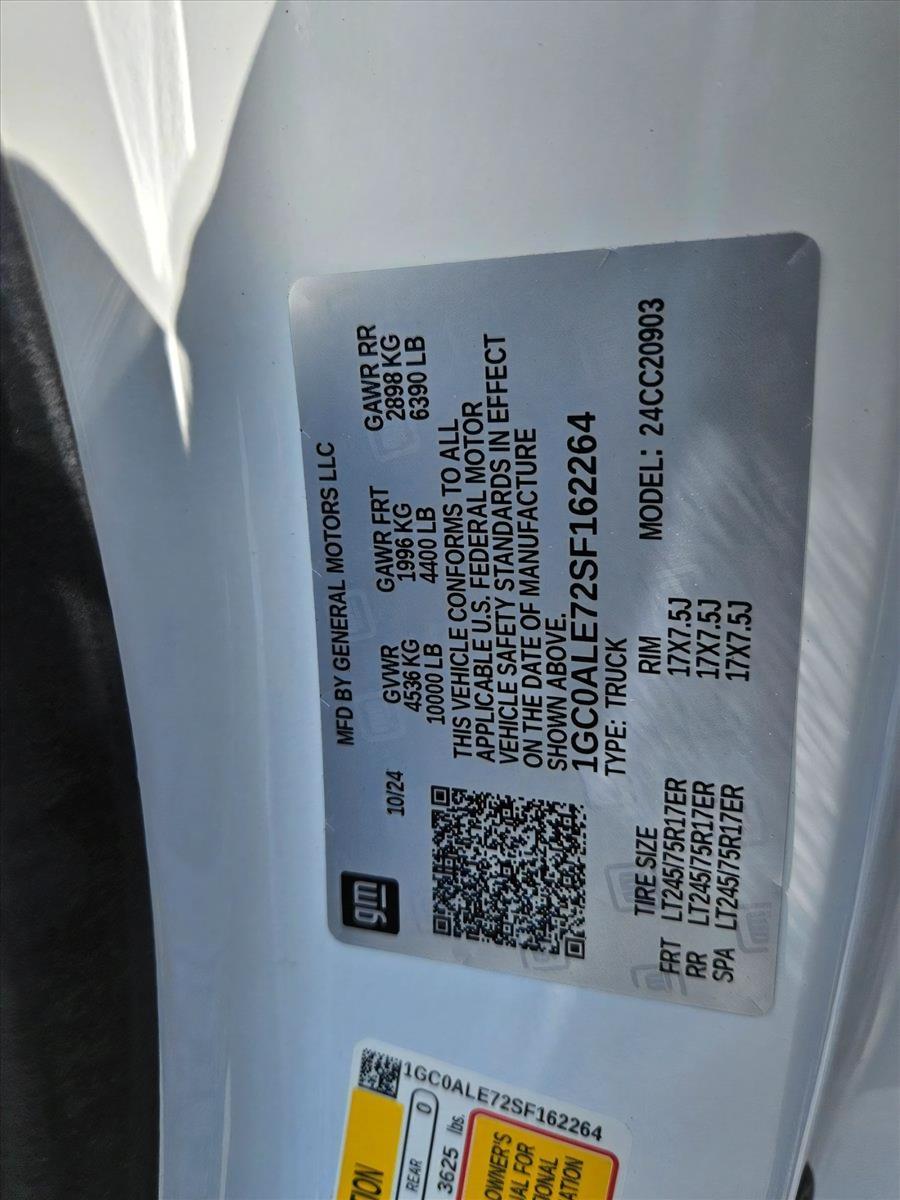 gm
10/24
MFD BY GENERAL MOTORS LLC
GVWR GAWR FRT GAWR RR
4536 KG 1996 KG 2898 KG
10000 LB 4400 LB 6390 LB
THIS VEHICLE CONFORMS TO ALL
APPLICABLE U.S. FEDERAL MOTOR
VEHICLE SAFETY STANDARDS IN EFFECT
ON THE DATE OF MANUFACTURE
SHOWN ABOVE.
1GC0ALE72SF162264
TYPE: TRUCK
TIRE SIZE RIM MODEL: 24CC20903
FRT LT245/75R17ER 17X7.5J
RR LT245/75R17ER 17X7.5J
SPA LT245/75R17ER 17X7.5J
1GC0ALE72SF162264
REAR 0
3625 lbs.
OWNER'S
FOR